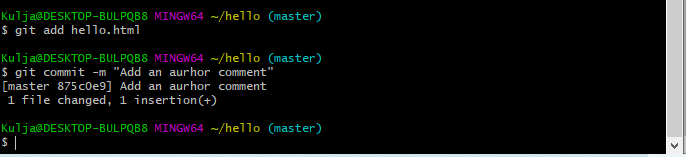 Kulja@DESKTOP-BULPQB8 MINGW64 ~/hello (master)
$ git add hello.html
Kulja@DESKTOP-BULPQB8 MINGW64 ~/hello (master)
$ git commit -m "Add an aurhor comment"
[master 875c0e9] Add an aurhor comment
 1 file changed, 1 insertion(+)
Kulja@DESKTOP-BULPQB8 MINGW64 ~/hello (master)
$